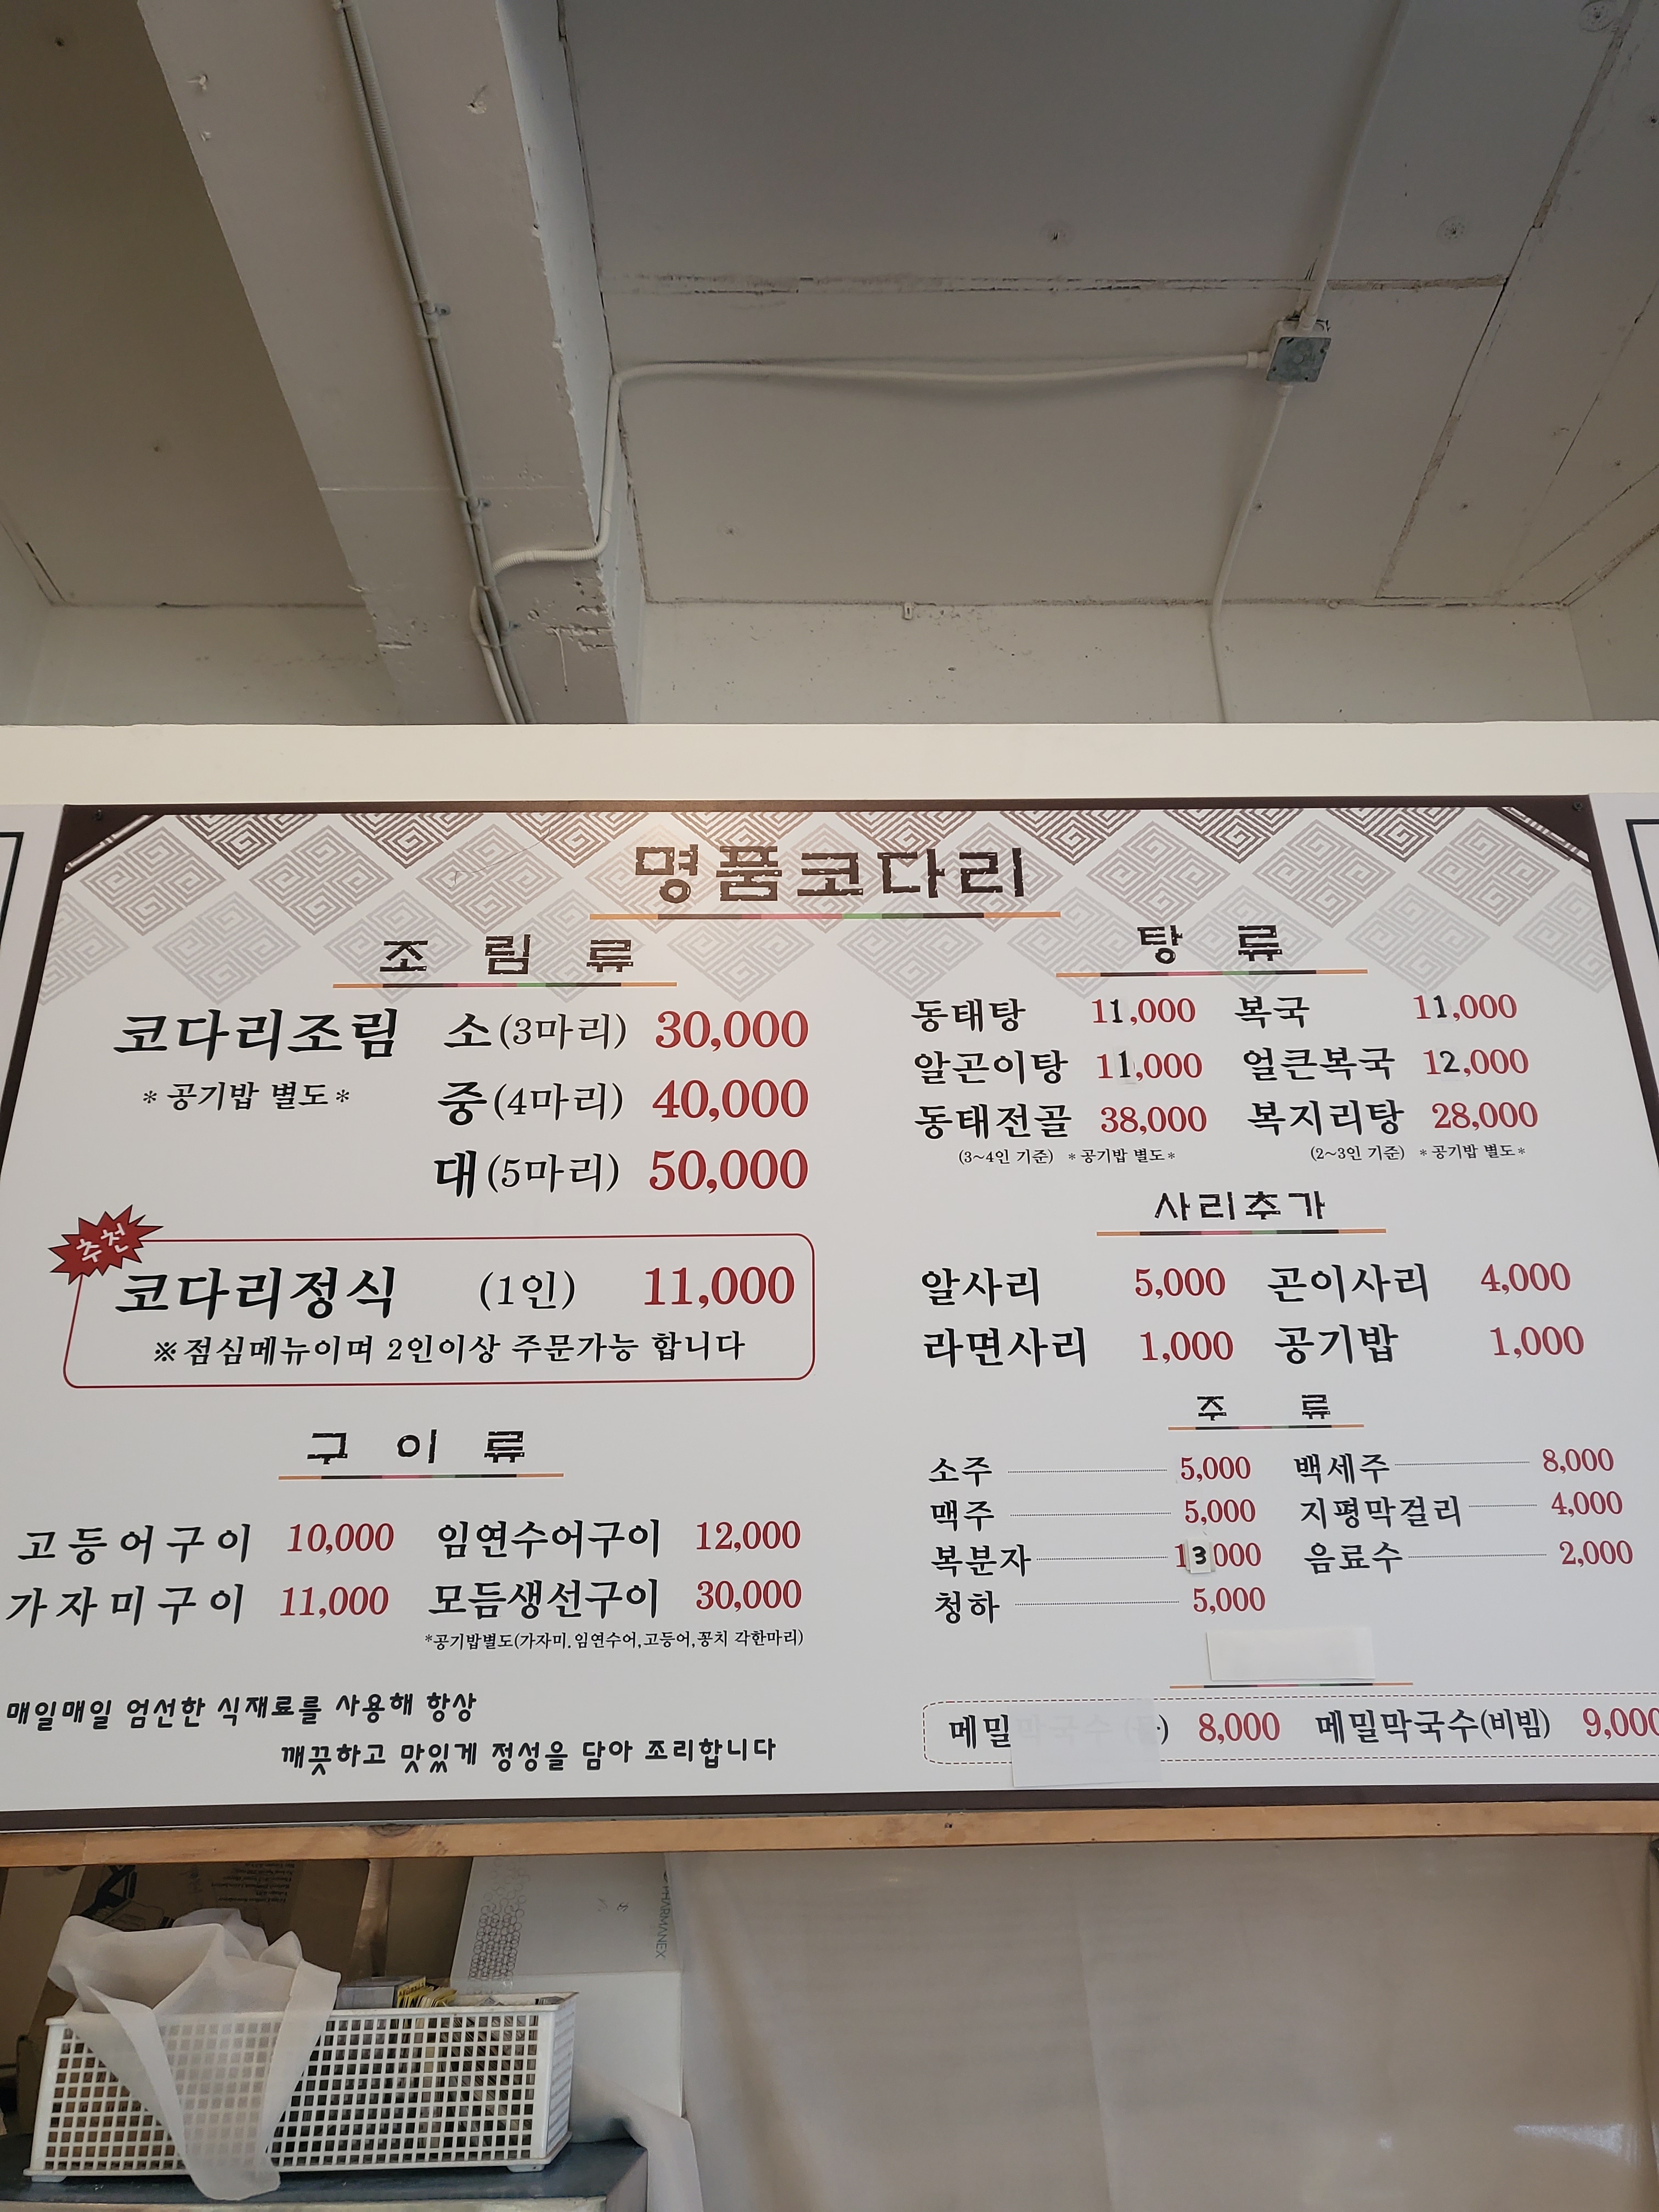 명품코다리
조 림 류
코다리조림 소(3마리) 30,000
*공기밥 별도* 중(4마리) 40,000
대(5마리) 50,000
추천
코다리정식 (1인) 11,000
※점심메뉴이며 2인이상 주문가능 합니다
구 이 류
고등어구이 10,000 임연수어구이 12,000
가자미구이 11,000 모듬생선구이 30,000
*공기밥별도(가자미.임연수어,고등어,꽁치 각한마리)
매일매일 엄선한 식재료를 사용해 항상
깨끗하고 맛있게 정성을 담아 조리합니다
탕 류
동태탕 11,000 복국 11,000
알곤이탕 11,000 얼큰복국 12,000
동태전골 38,000 복지리탕 28,000
(3~4인 기준) *공기밥 별도* (2~3인 기준) *공기밥 별도*
사리추가
알사리 5,000 곤이사리 4,000
라면사리 1,000 공기밥 1,000
주 류
소주 5,000 백세주 8,000
맥주 5,000 지평막걸리 4,000
복분자 13000 음료수 2,000
청하 5,000
메밀막국수(물) 8,000 메밀막국수(비빔) 9,000
PHARMANEX